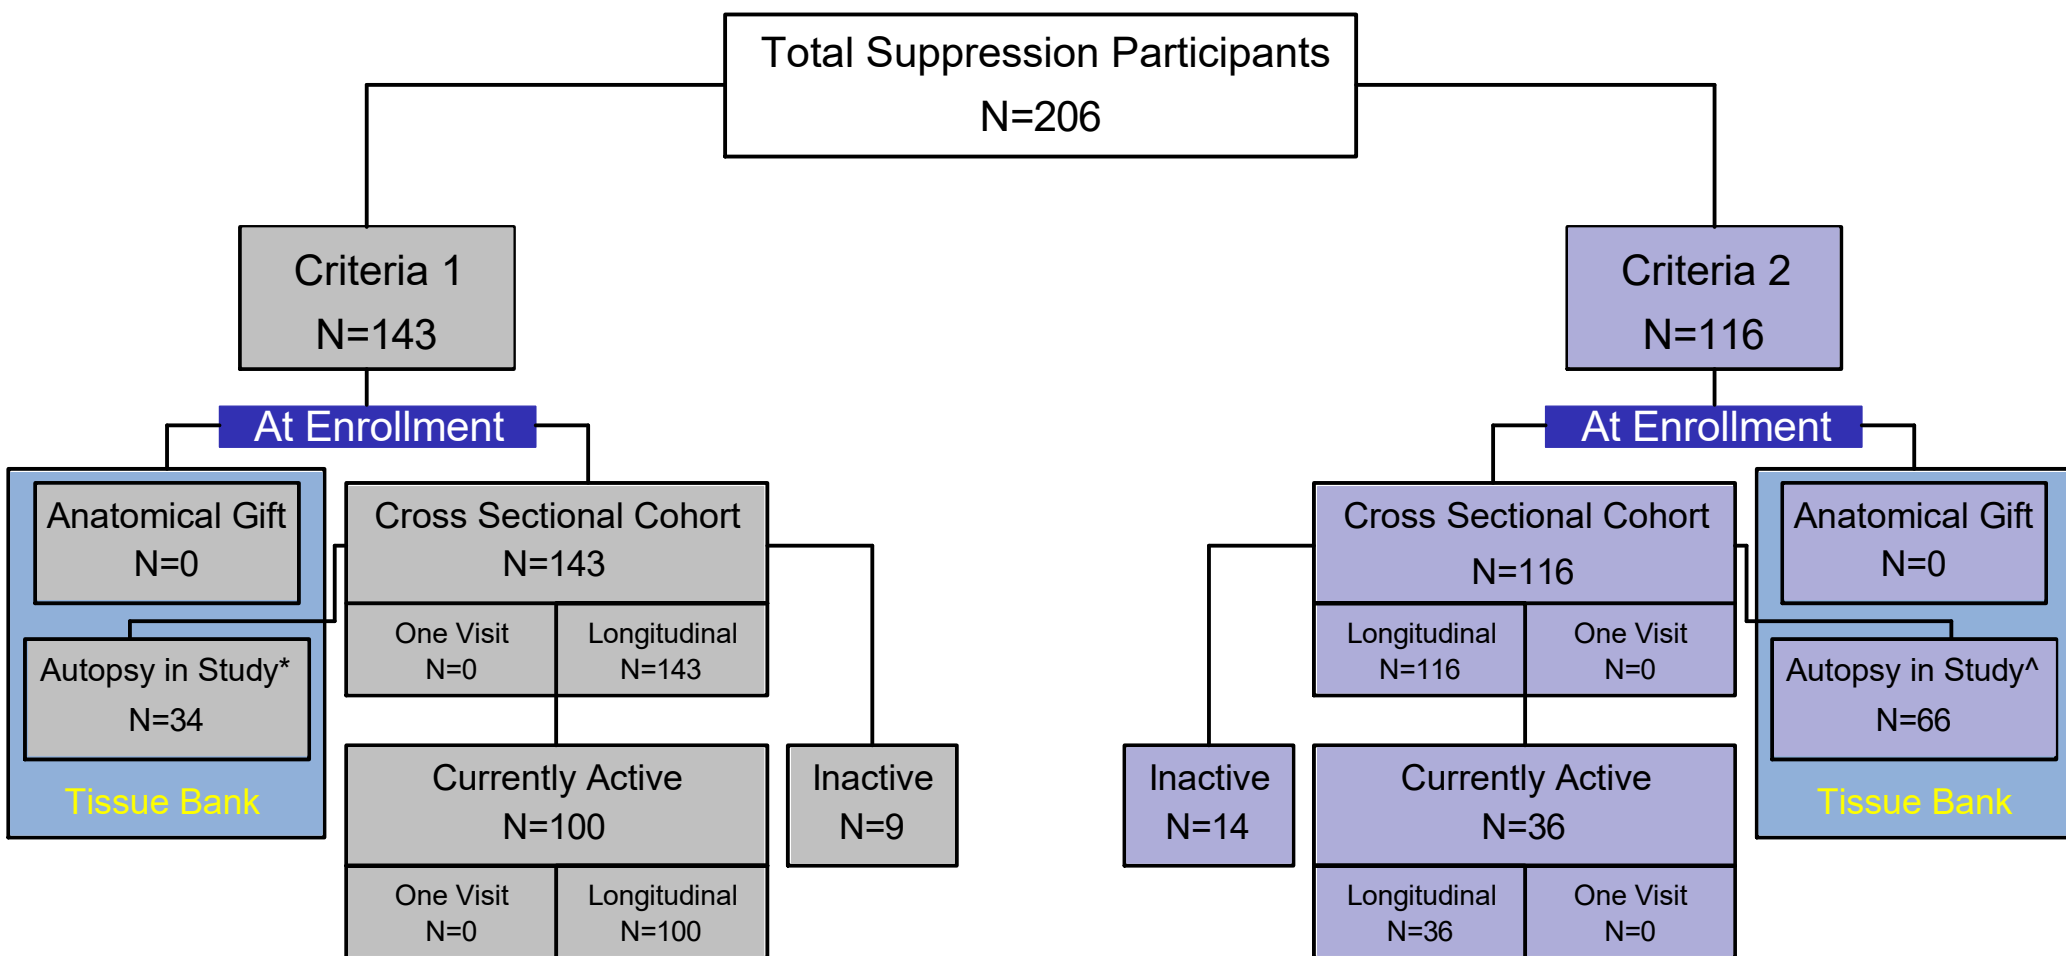 Total Suppression Participants
N=206
Criteria 1
N=143
Criteria 2
N=116
At Enrollment
At Enrollment
Anatomical Gift
N=0
Cross Sectional Cohort
N=143
One Visit
N=0
Longitudinal
N=143
Autopsy in Study*
N=34
Tissue Bank
Currently Active
N=100
Inactive
N=9
One Visit
N=0
Longitudinal
N=100
Cross Sectional Cohort
N=116
Anatomical Gift
N=0
Longitudinal
N=116
One Visit
N=0
Autopsy in Study^
N=66
Tissue Bank
Inactive
N=14
Currently Active
N=36
Longitudinal
N=36
One Visit
N=0